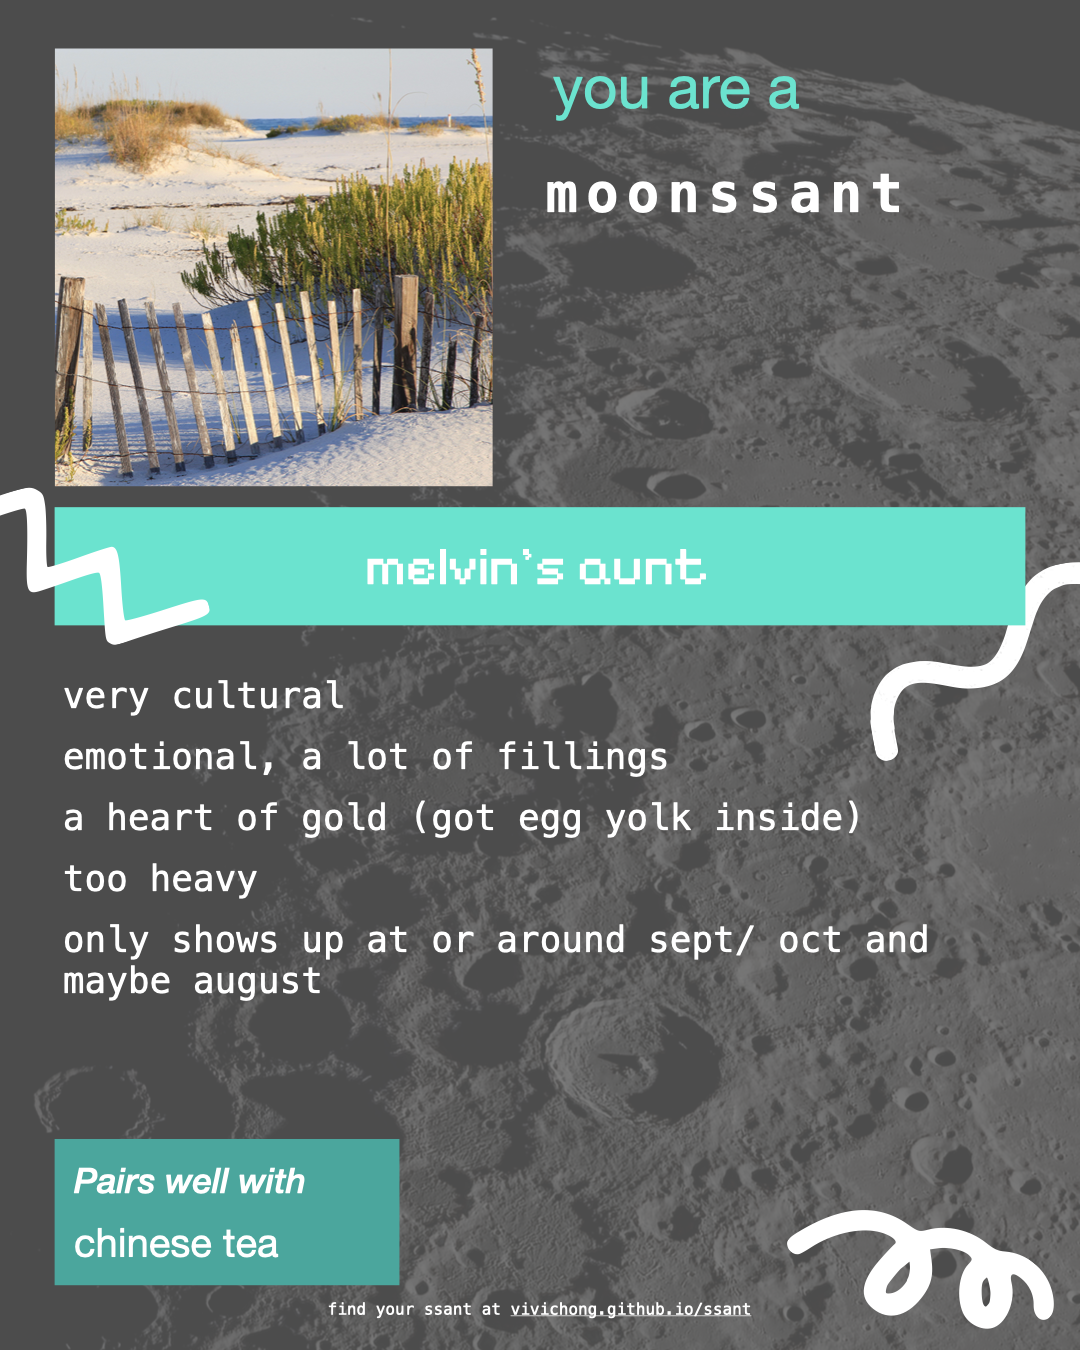 you are a
moonssant
melvin's aunt
very cultural
emotional, a lot of fillings
a heart of gold (got egg yolk inside)
too heavy
only shows up at or around sept/ oct and
maybe august
Pairs well with
chinese tea
find your ssant at vivichong.github.io/ssant